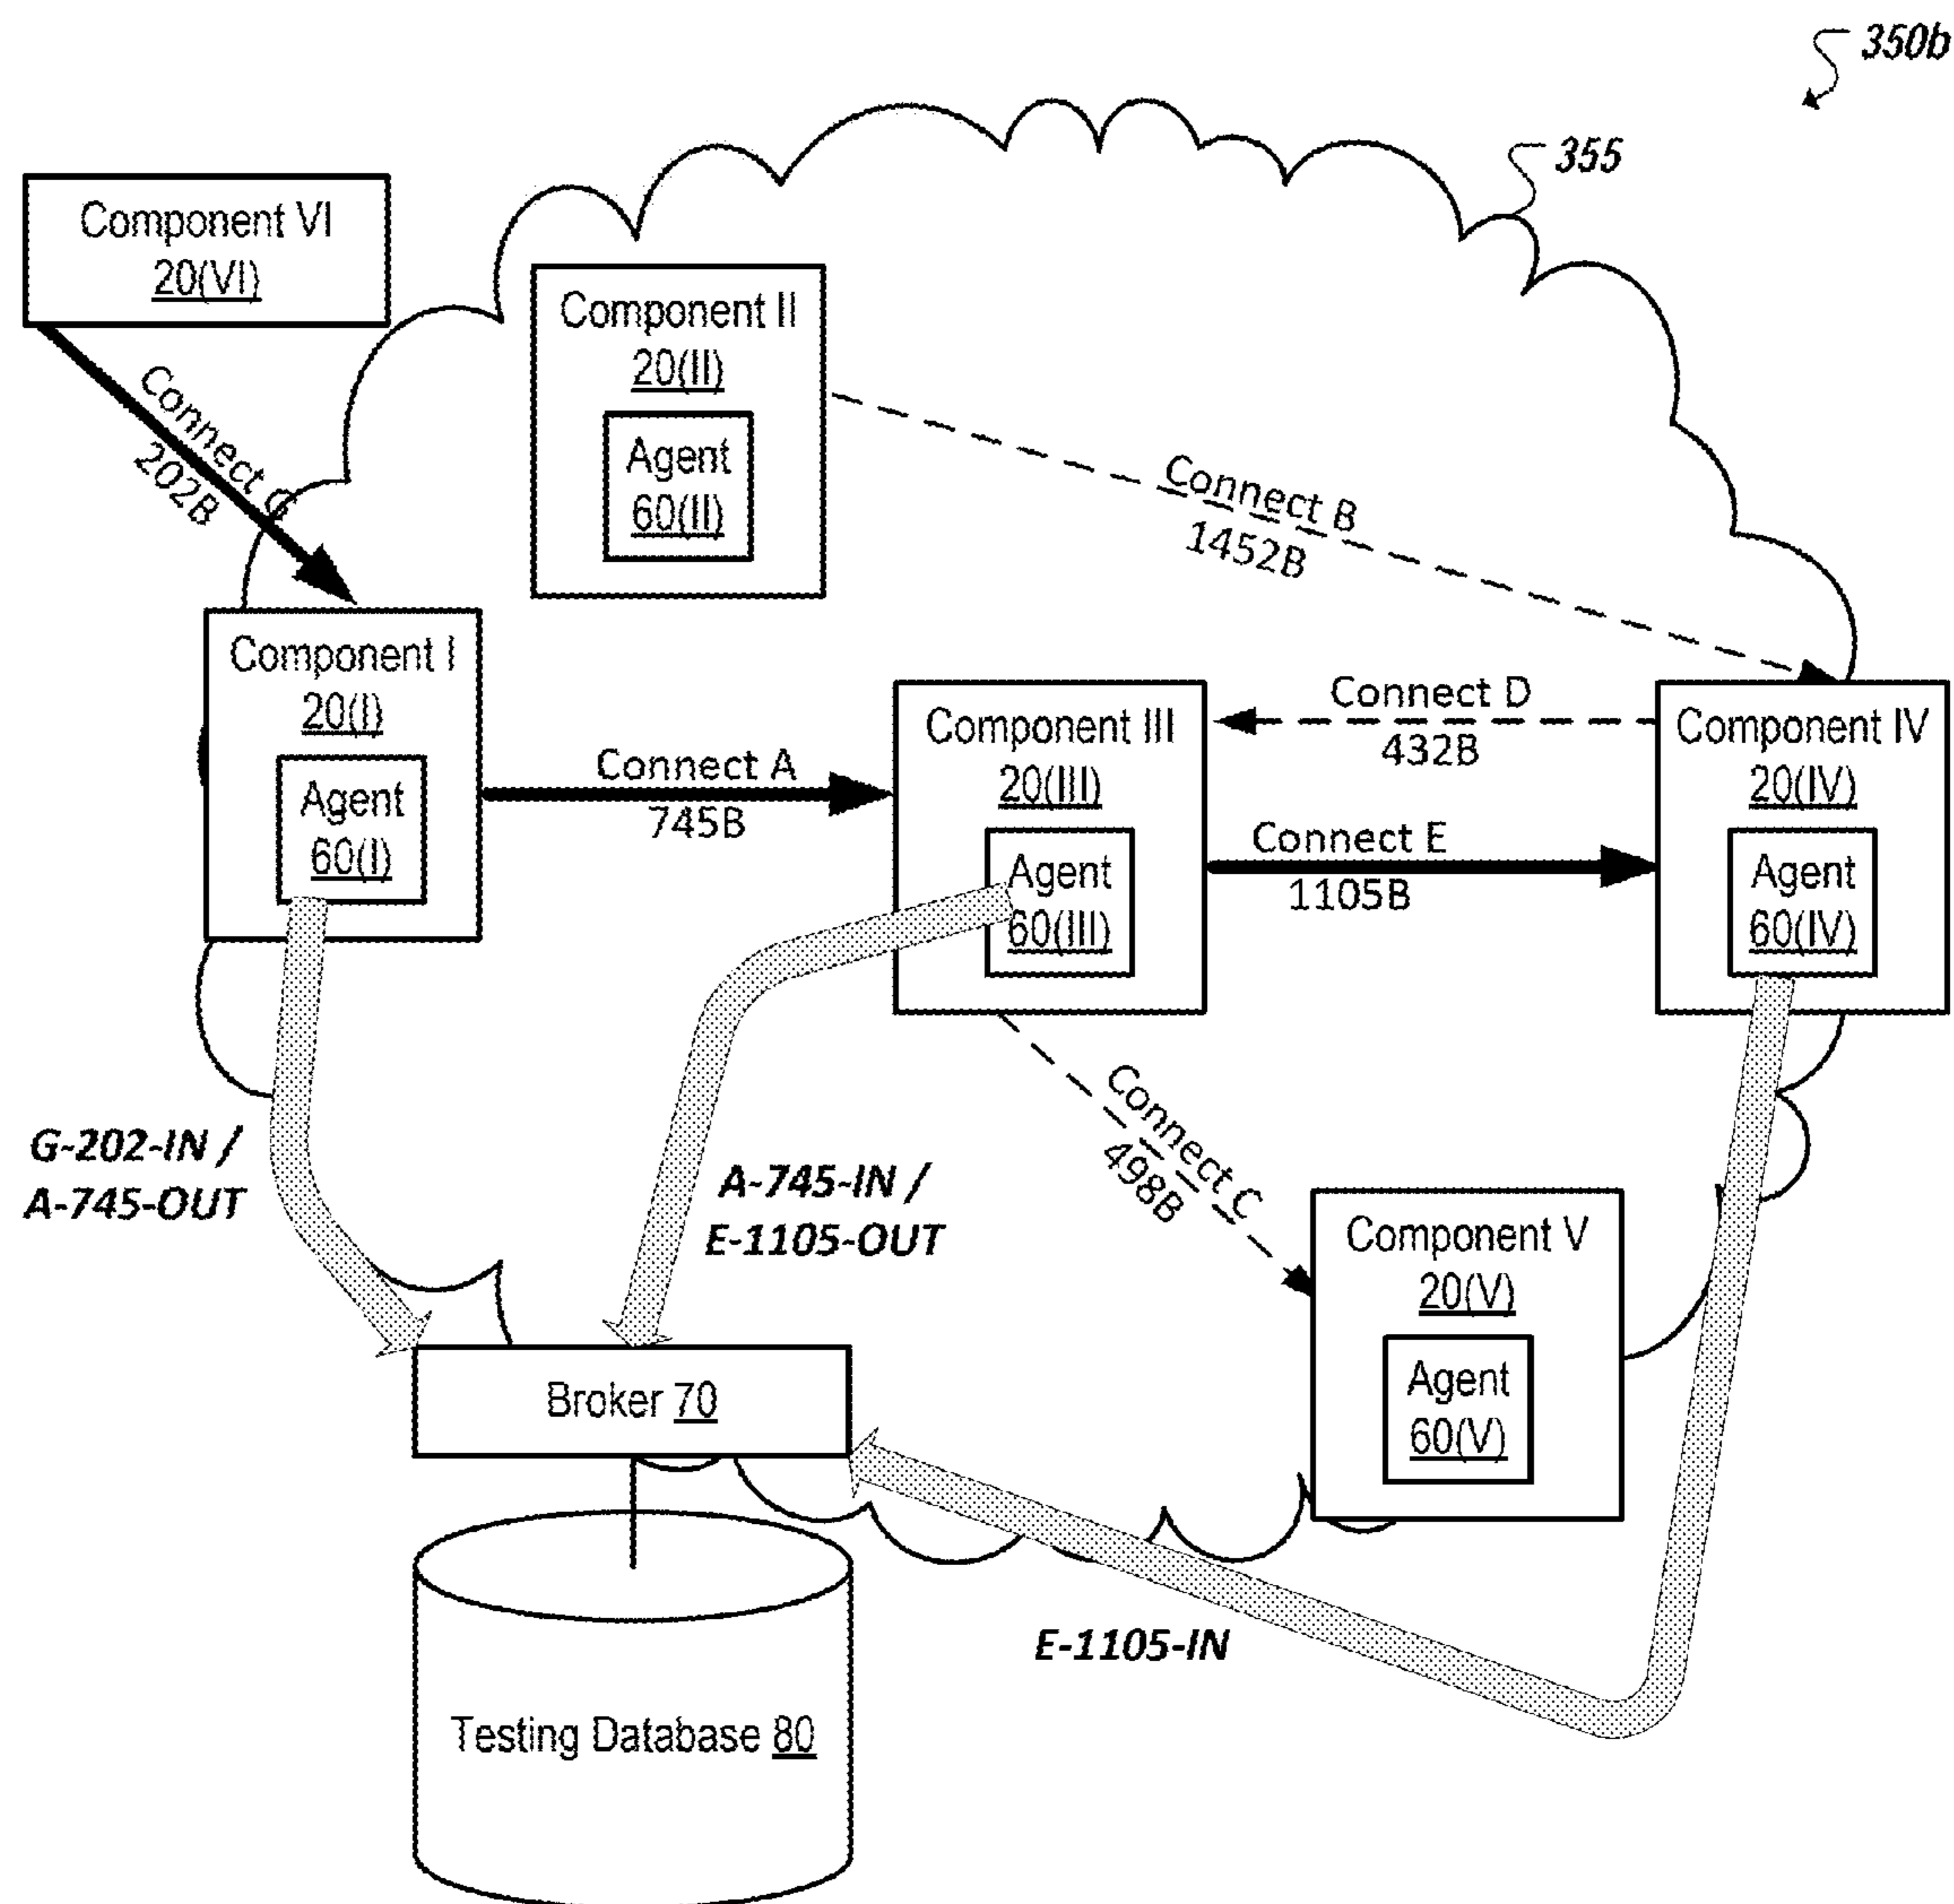 350b
355
Component VI
20(VI)
Component II
20(II)
Agent
60(II)
Connect G
202B
Connect B
1452B
Component I
20(I)
Agent
60(I)
Connect A
745B
Component III
20(III)
Agent
60(III)
Connect D
432B
Connect E
1105B
Component IV
20(IV)
Agent
60(IV)
G-202-IN /
A-745-OUT
A-745-IN /
E-1105-OUT
Connect C
498B
Component V
20(V)
Agent
60(V)
Broker 70
E-1105-IN
Testing Database 80